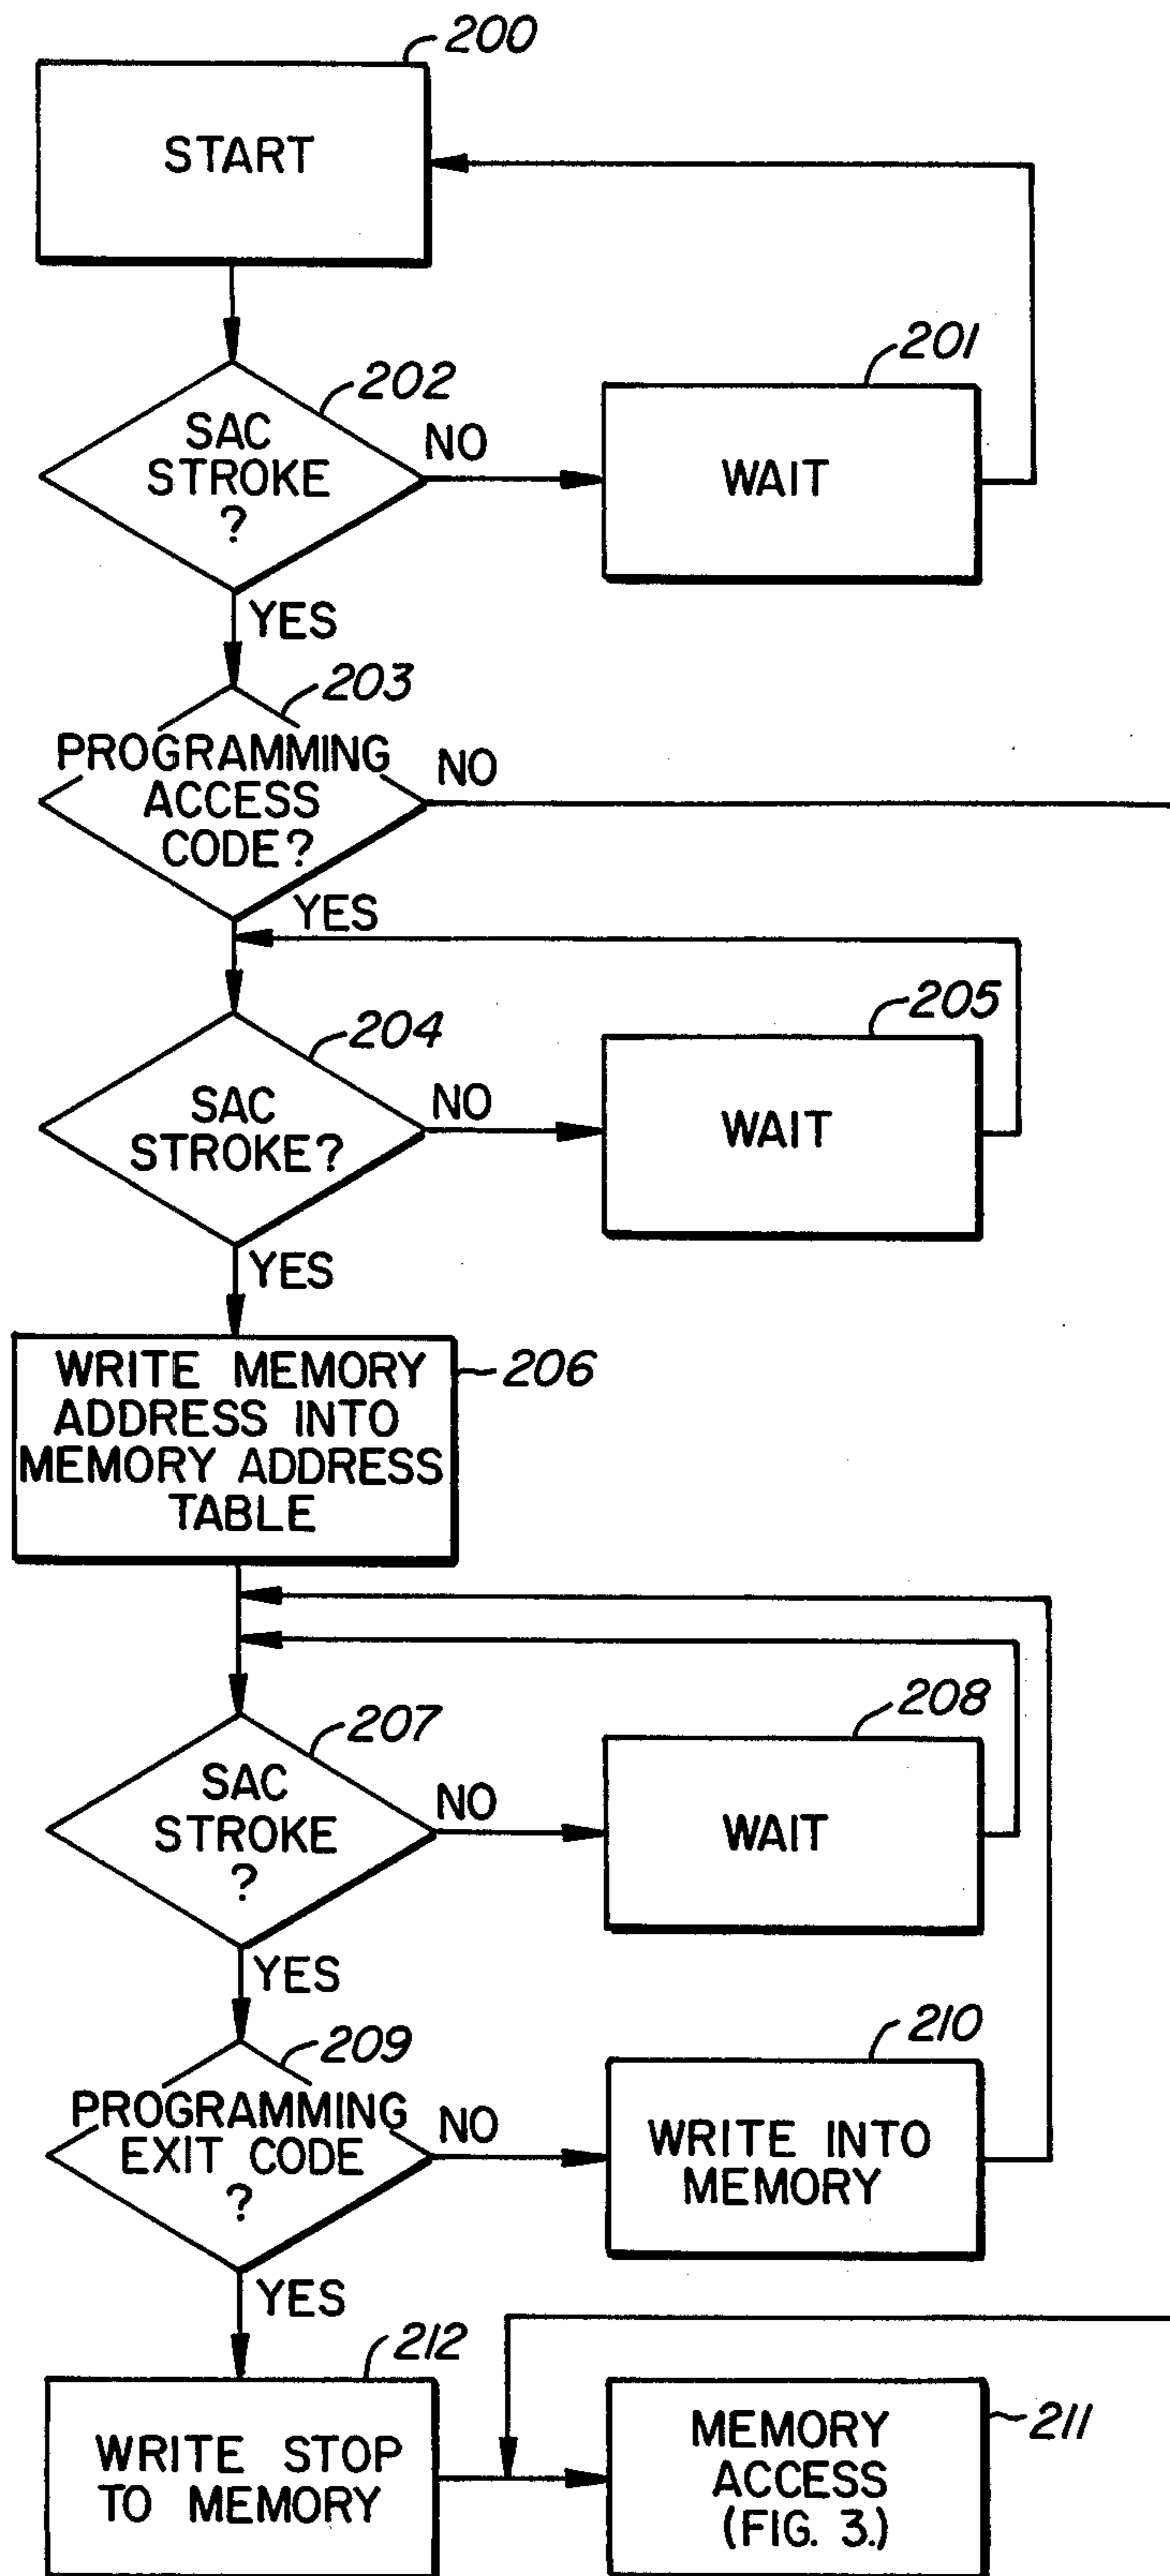 200
START
201
202
SAC
STROKE
?
NO
WAIT
YES
203
PROGRAMMING
ACCESS
CODE?
NO
YES
204
205
SAC
STROKE?
NO
WAIT
YES
206
WRITE MEMORY
ADDRESS INTO
MEMORY ADDRESS
TABLE
207
208
SAC
STROKE
?
NO
WAIT
YES
209
210
PROGRAMMING
EXIT CODE
?
NO
WRITE INTO
MEMORY
YES
212
WRITE STOP
TO MEMORY
211
MEMORY
ACCESS
(FIG. 3.)